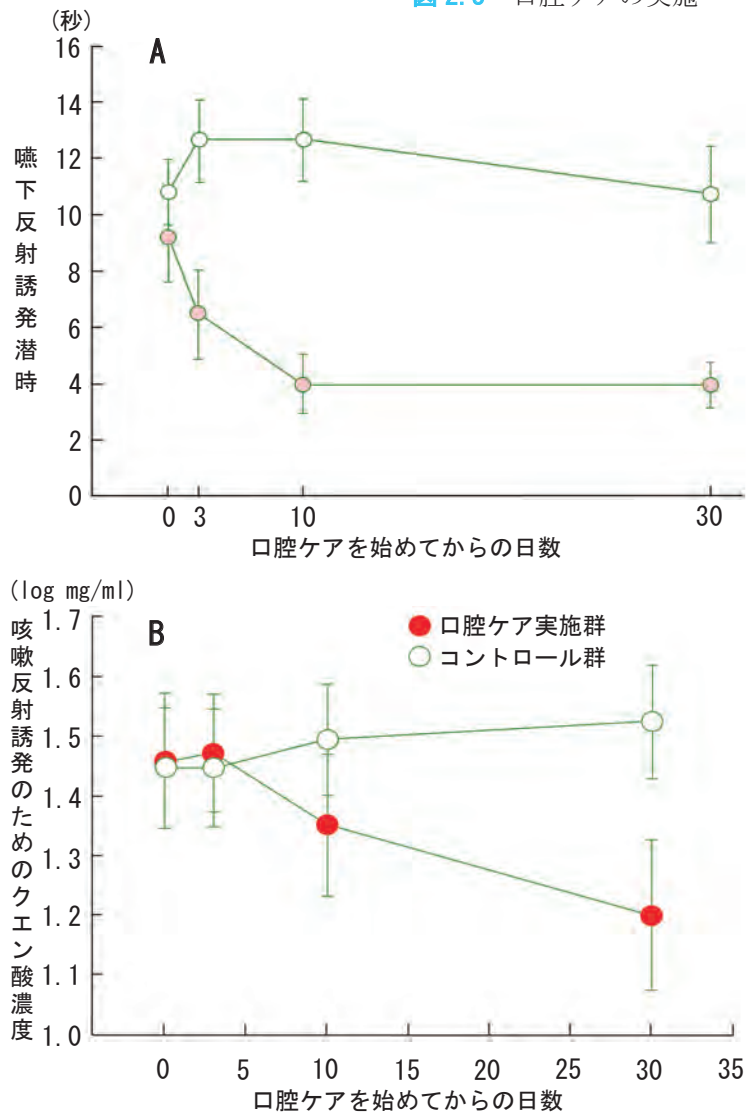 (秒)
A
16
14
12
10
8
6
4
2
0
嚥下反射誘発潜時
0 3 10 30
口腔ケアを始めてからの日数
(log mg/ml)
B
1.7
1.6
1.5
1.4
1.3
1.2
1.1
1.0
咳嗽反射誘発のためのクエン酸濃度
口腔ケア実施群
コントロール群
0 5 10 15 20 25 30 35
口腔ケアを始めてからの日数